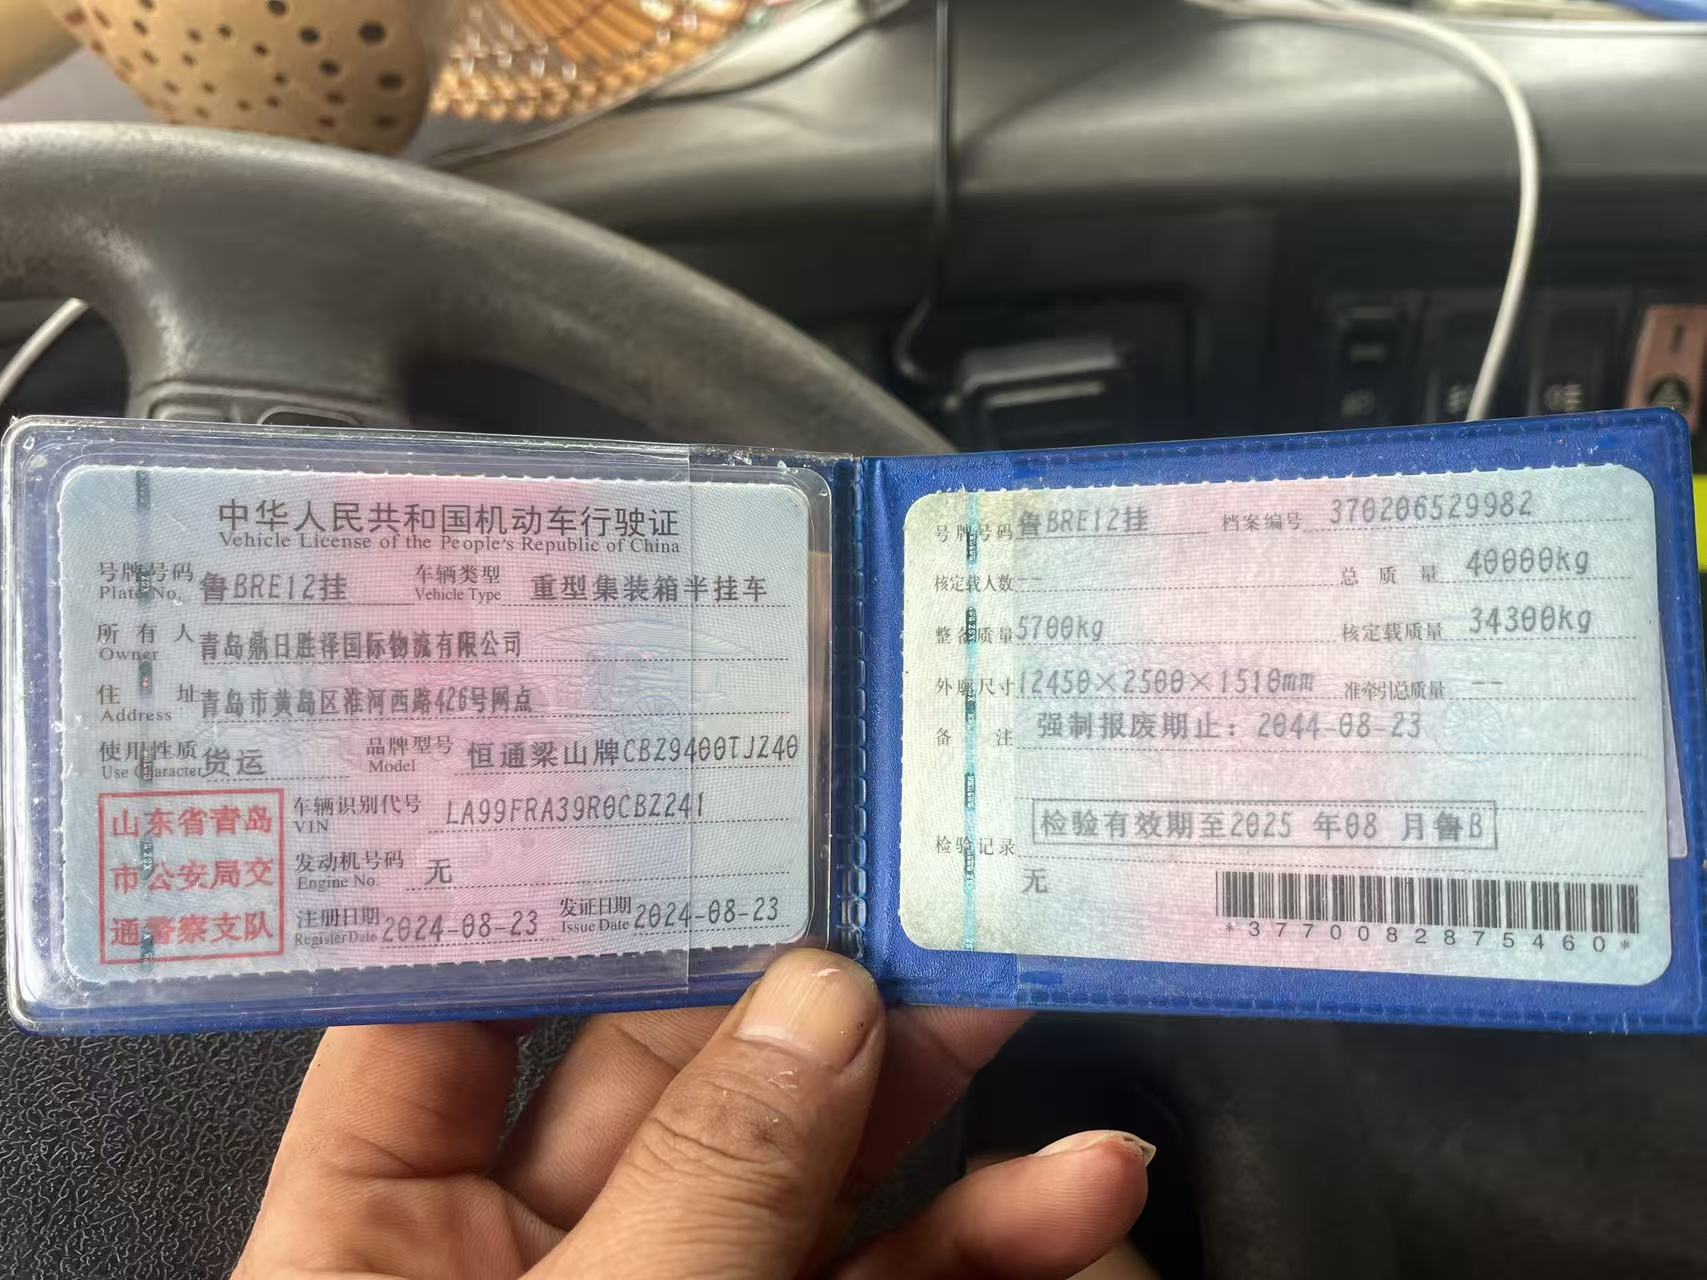 中华人民共和国机动车行驶证
Vehicle License of the People's Republic of China
号牌号码 鲁BRE12挂 车辆类型 重型集装箱半挂车
Plate No. Vehicle Type
所有人 青岛鼎日胜泽国际物流有限公司
Owner
住址 青岛市黄岛区淮河西路426号网点
Address
使用性质 货运 品牌型号 恒通梁山牌CBZ9400TJZ40
Use Character Model
山东省青岛
市公安局交
通警察支队
车辆识别代号 LA99FRA39R0CBZ241
VIN
发动机号码 无
Engine No.
注册日期 2024-08-23 发证日期 2024-08-23
Register Date Issue Date
号牌号码 鲁BRE12挂 档案编号 370206529982
核定载人数 -- 总质量 40000kg
整备质量 5700kg 核定载质量 34300kg
外廓尺寸 12450×2500×1510mm 准牵引总质量 --
备注 强制报废期止：2044-08-23
检验记录 检验有效期至2025 年08 月鲁B
无
*3770082875460*